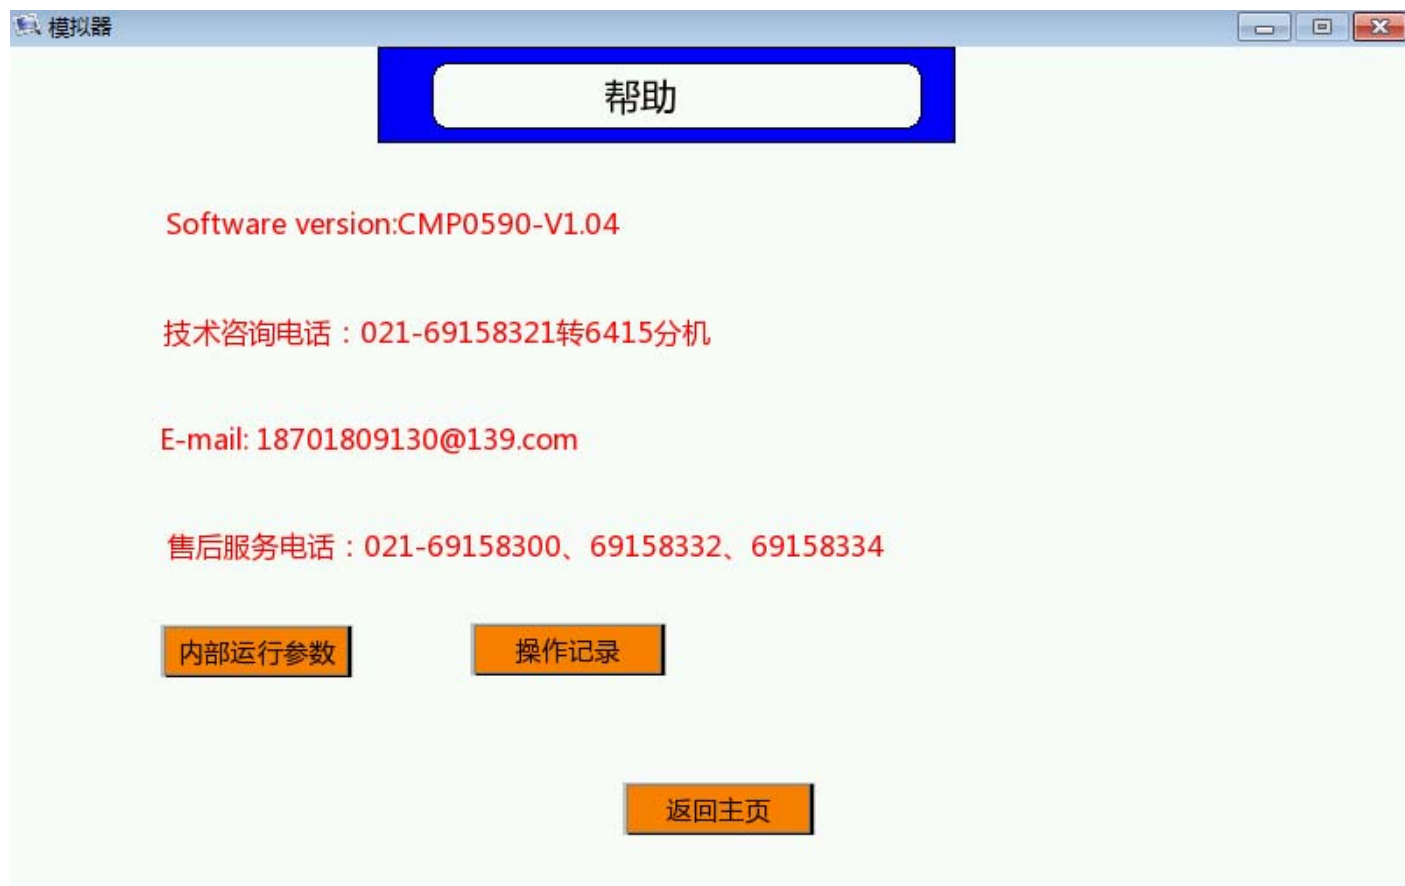 模拟器
帮助
Software version:CMP0590-V1.04
技术咨询电话：021-69158321转6415分机
E-mail: 18701809130@139.com
售后服务电话：021-69158300、69158332、69158334
内部运行参数 操作记录
返回主页